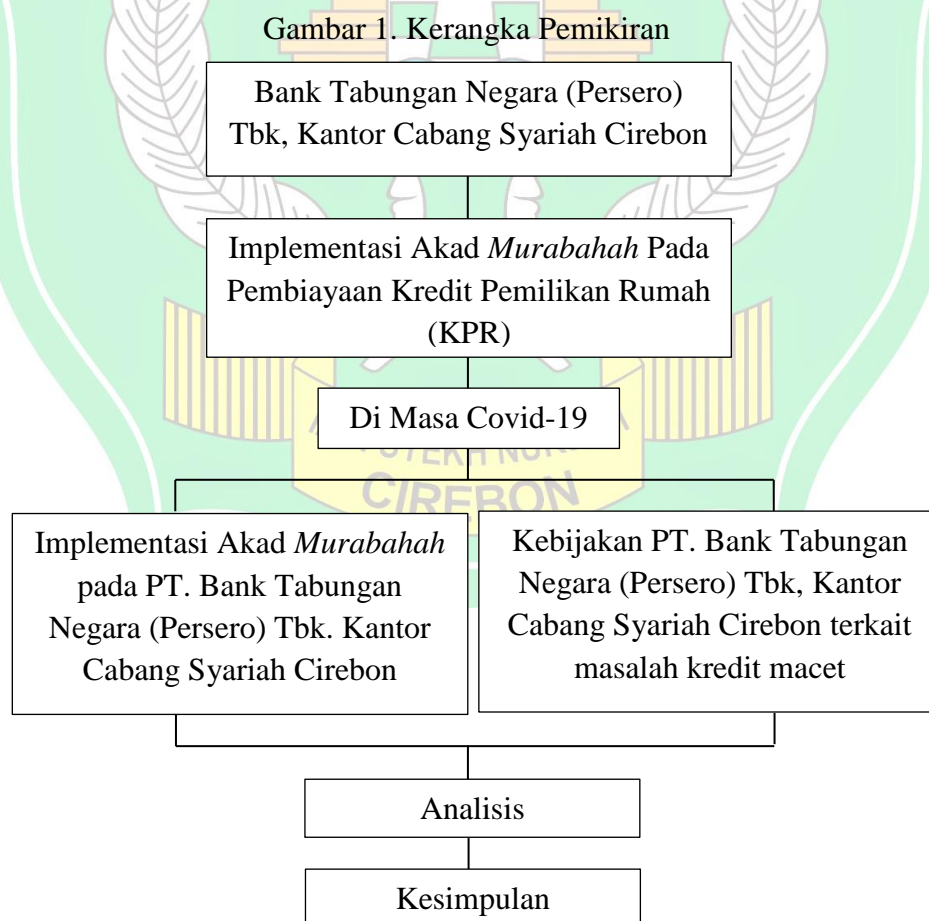 Gambar 1. Kerangka Pemikiran
Bank Tabungan Negara (Persero)
Tbk, Kantor Cabang Syariah Cirebon
Implementasi Akad Murabahah Pada
Pembiayaan Kredit Pemilikan Rumah
(KPR)
Di Masa Covid-19
CIREBON
Implementasi Akad Murabahah
pada PT. Bank Tabungan
Negara (Persero) Tbk. Kantor
Cabang Syariah Cirebon
Kebijakan PT. Bank Tabungan
Negara (Persero) Tbk, Kantor
Cabang Syariah Cirebon terkait
masalah kredit macet
Analisis
Kesimpulan